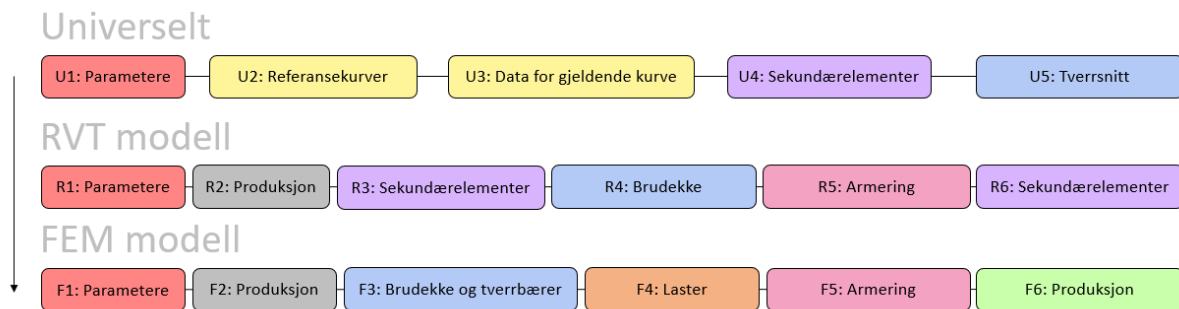 Universelt
U1: Parametere U2: Referansekurver U3: Data for gjeldende kurve U4: Sekundærelementer U5: Tverrsnitt
RVT modell
R1: Parametere R2: Produksjon R3: Sekundærelementer R4: Brudekke R5: Armering R6: Sekundærelementer
FEM modell
F1: Parametere F2: Produksjon F3: Brudekke og tverrbærer F4: Laster F5: Armering F6: Produksjon